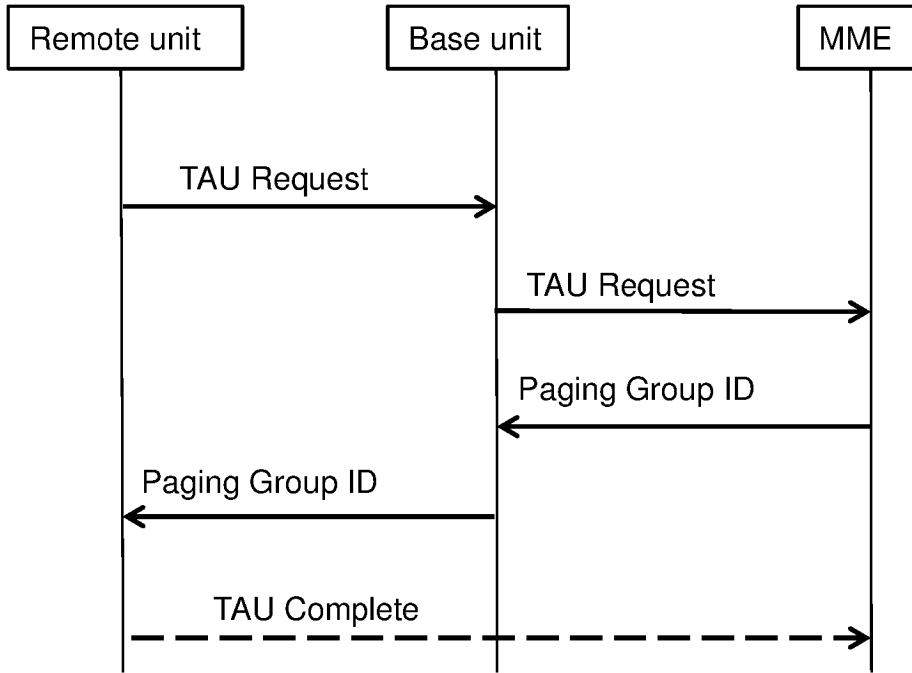 Remote unit
Base unit
MME
TAU Request
TAU Request
Paging Group ID
Paging Group ID
TAU Complete